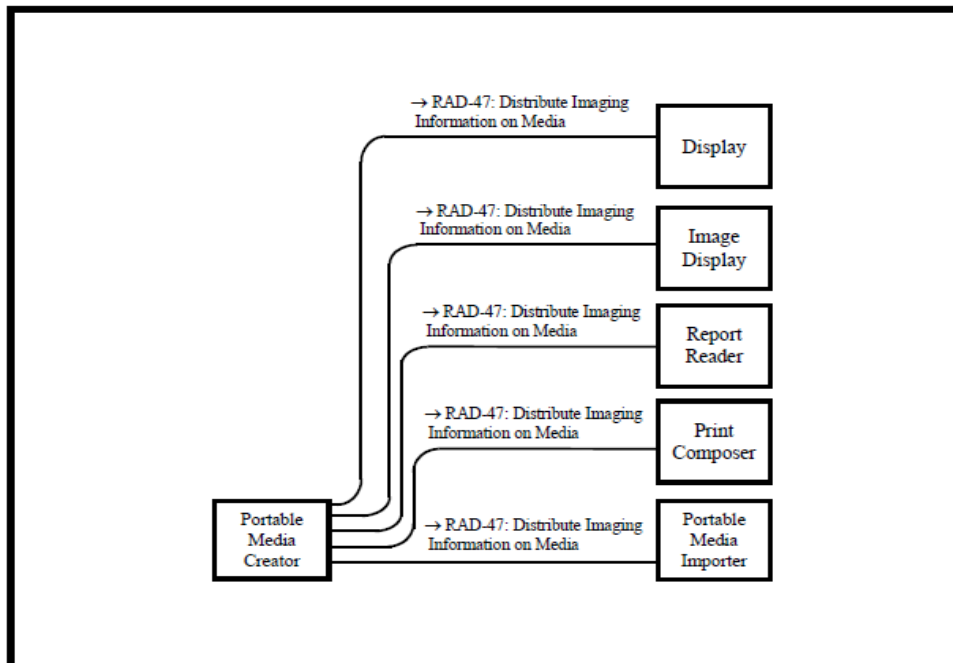 → RAD-47: Distribute Imaging
Information on Media
Display
→ RAD-47: Distribute Imaging
Information on Media
Image
Display
→ RAD-47: Distribute Imaging
Information on Media
Report
Reader
→ RAD-47: Distribute Imaging
Information on Media
Print
Composer
Portable
Media
Creator
→ RAD-47: Distribute Imaging
Information on Media
Portable
Media
Importer